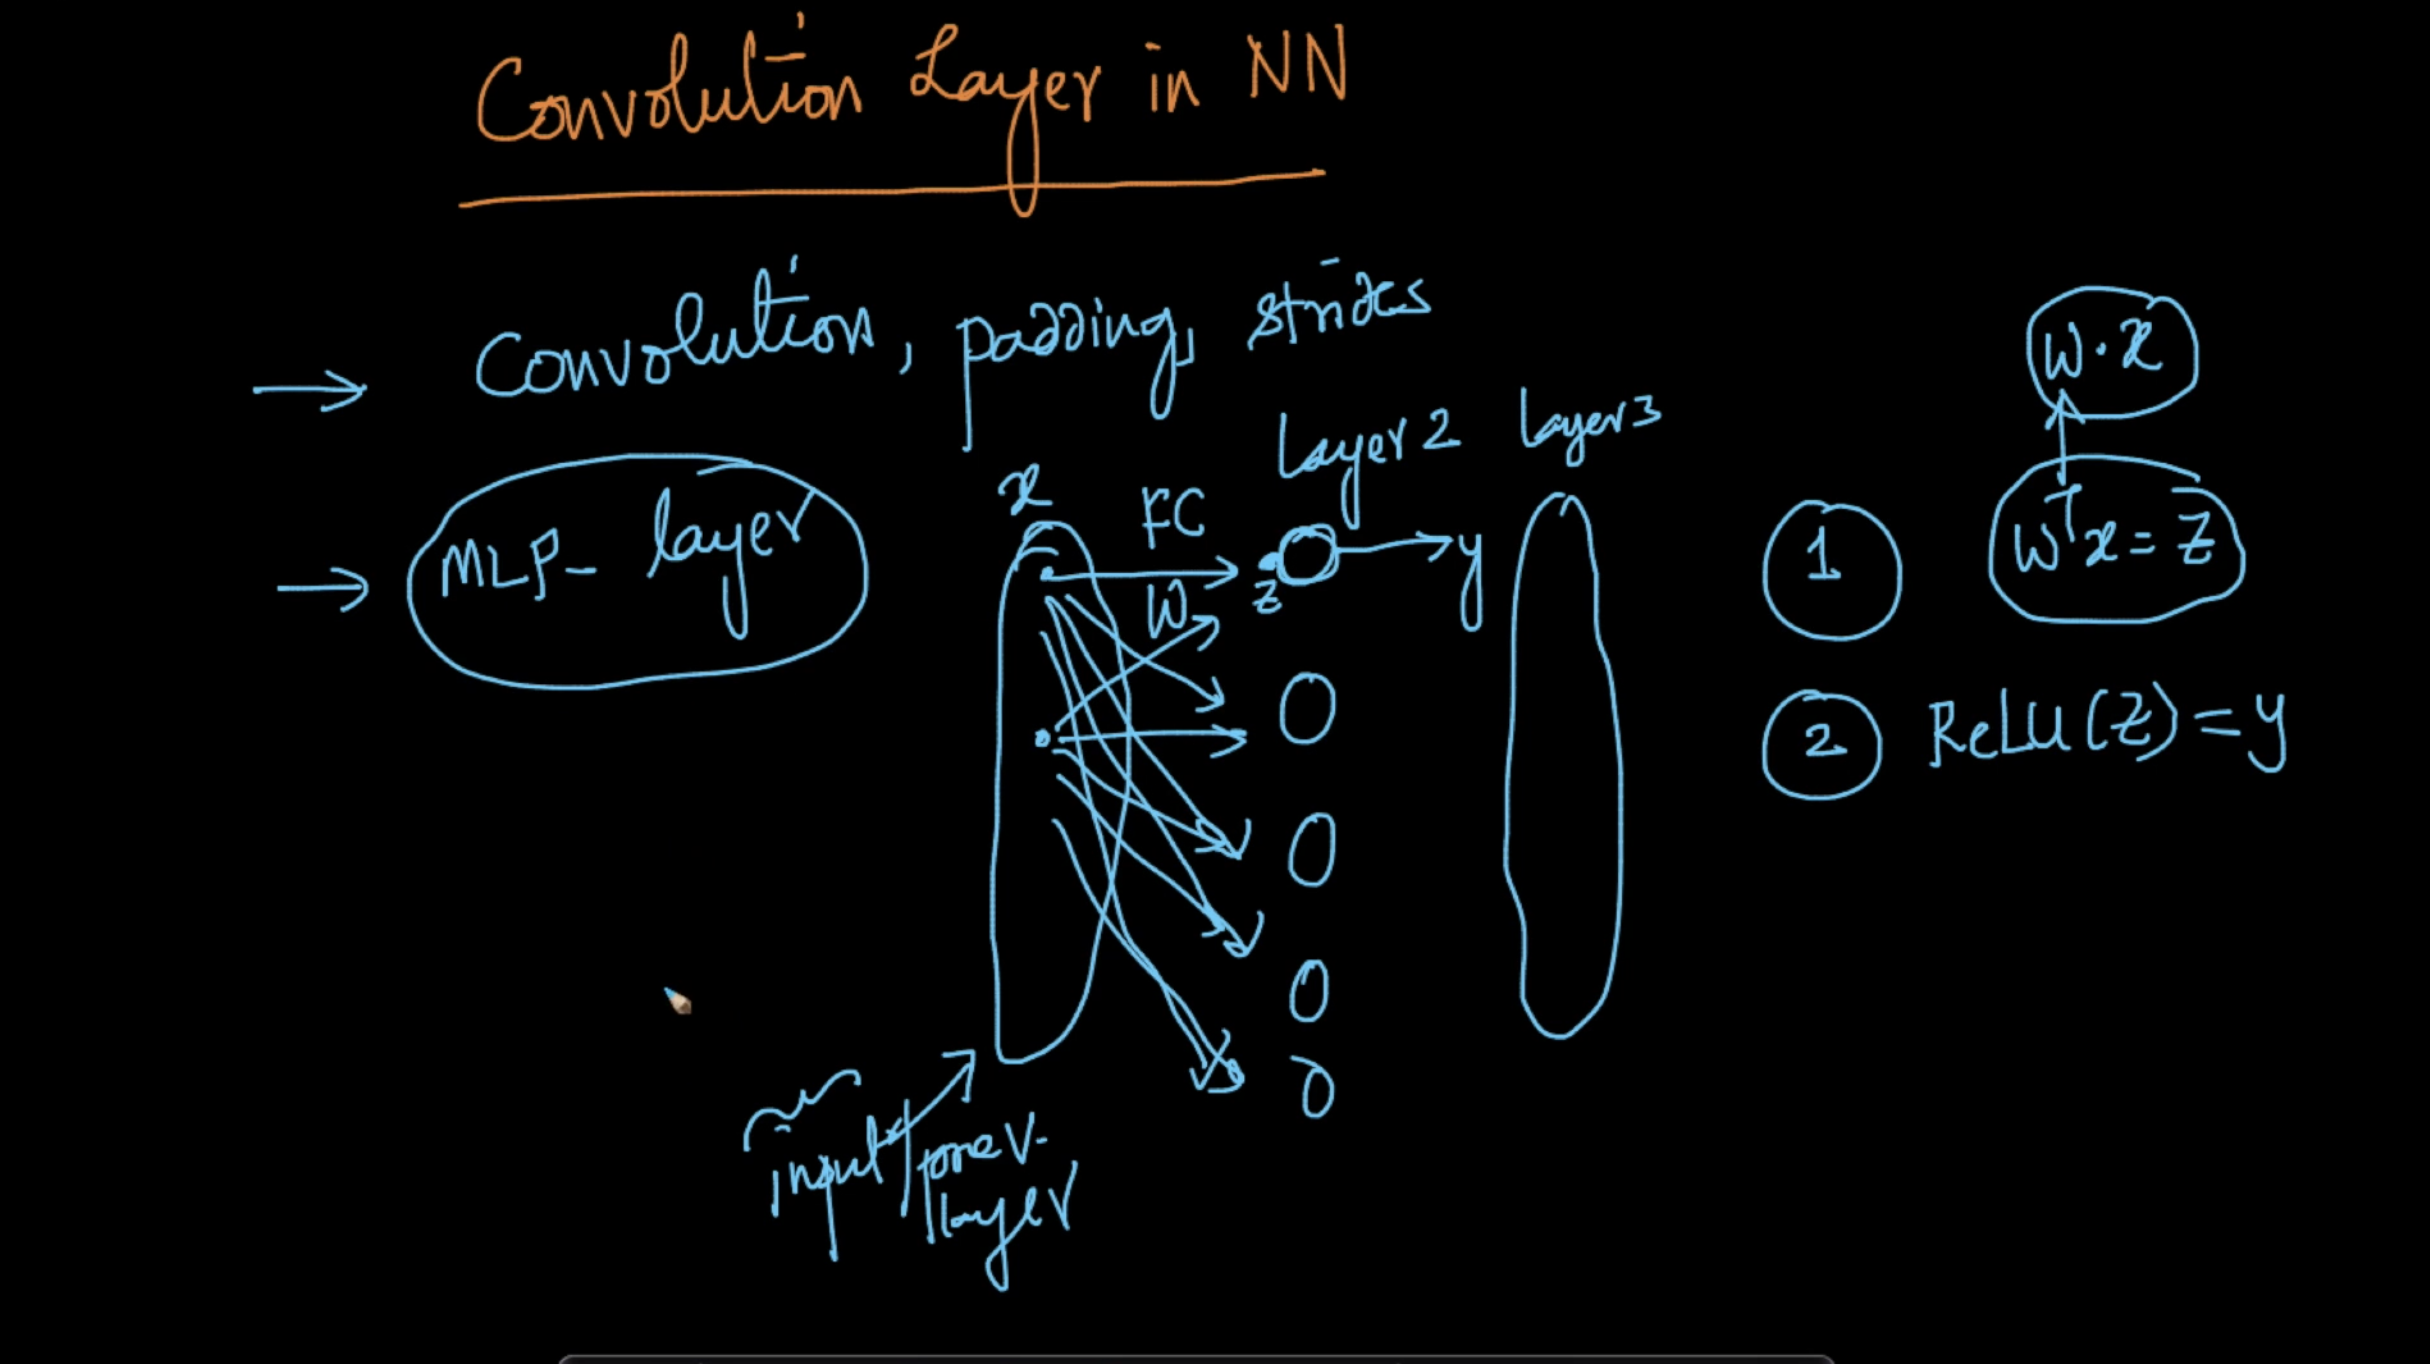 Convolution Layer in NN
Convolution, padding, strides
MLP- layer
x
FC
W
z
y
Layer 2
Layer 3
input/prev. layer
W.x
1
WᵀX = Z
2
ReLU(Z) = y